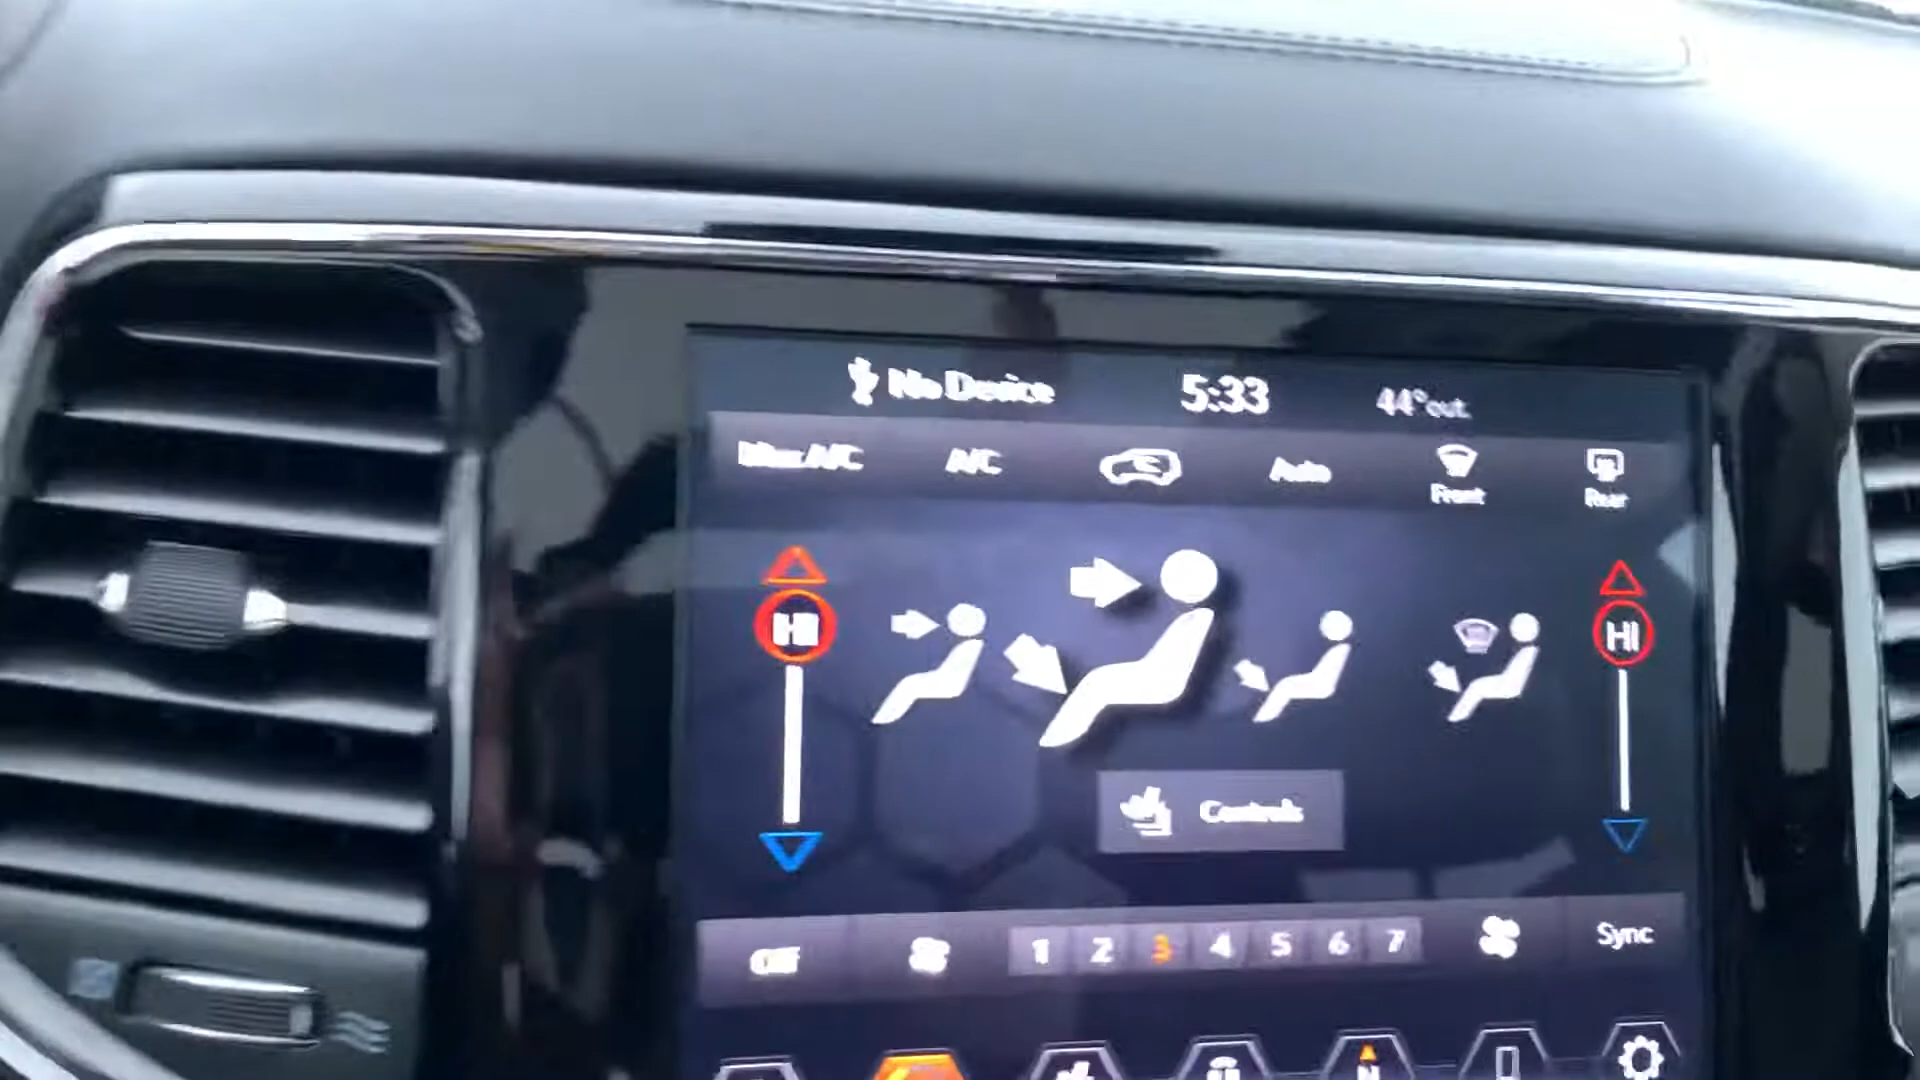 No Device 5:33 44° out.
Max A/C A/C Auto Front Rear
HI HI
Controls
Off 1 2 3 4 5 6 7 Sync
N